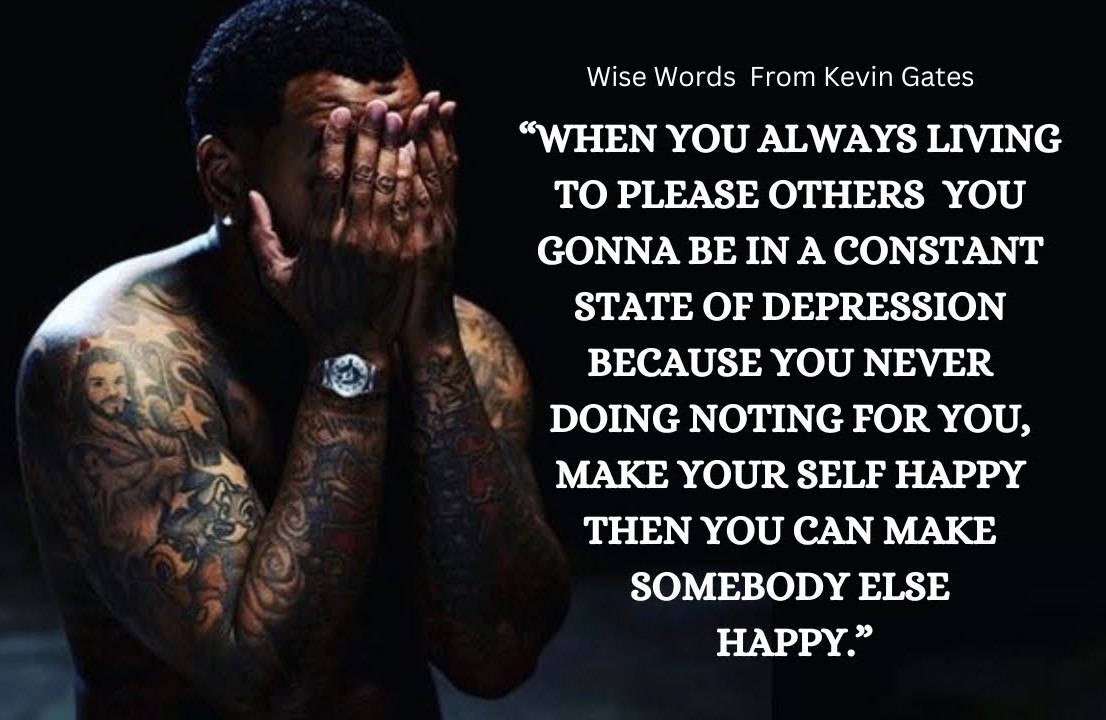 Wise Words From Kevin Gates
“WHEN YOU ALWAYS LIVING
TO PLEASE OTHERS YOU
GONNA BE IN A CONSTANT
STATE OF DEPRESSION
BECAUSE YOU NEVER
DOING NOTING FOR YOU,
MAKE YOUR SELF HAPPY
THEN YOU CAN MAKE
SOMEBODY ELSE
HAPPY.”